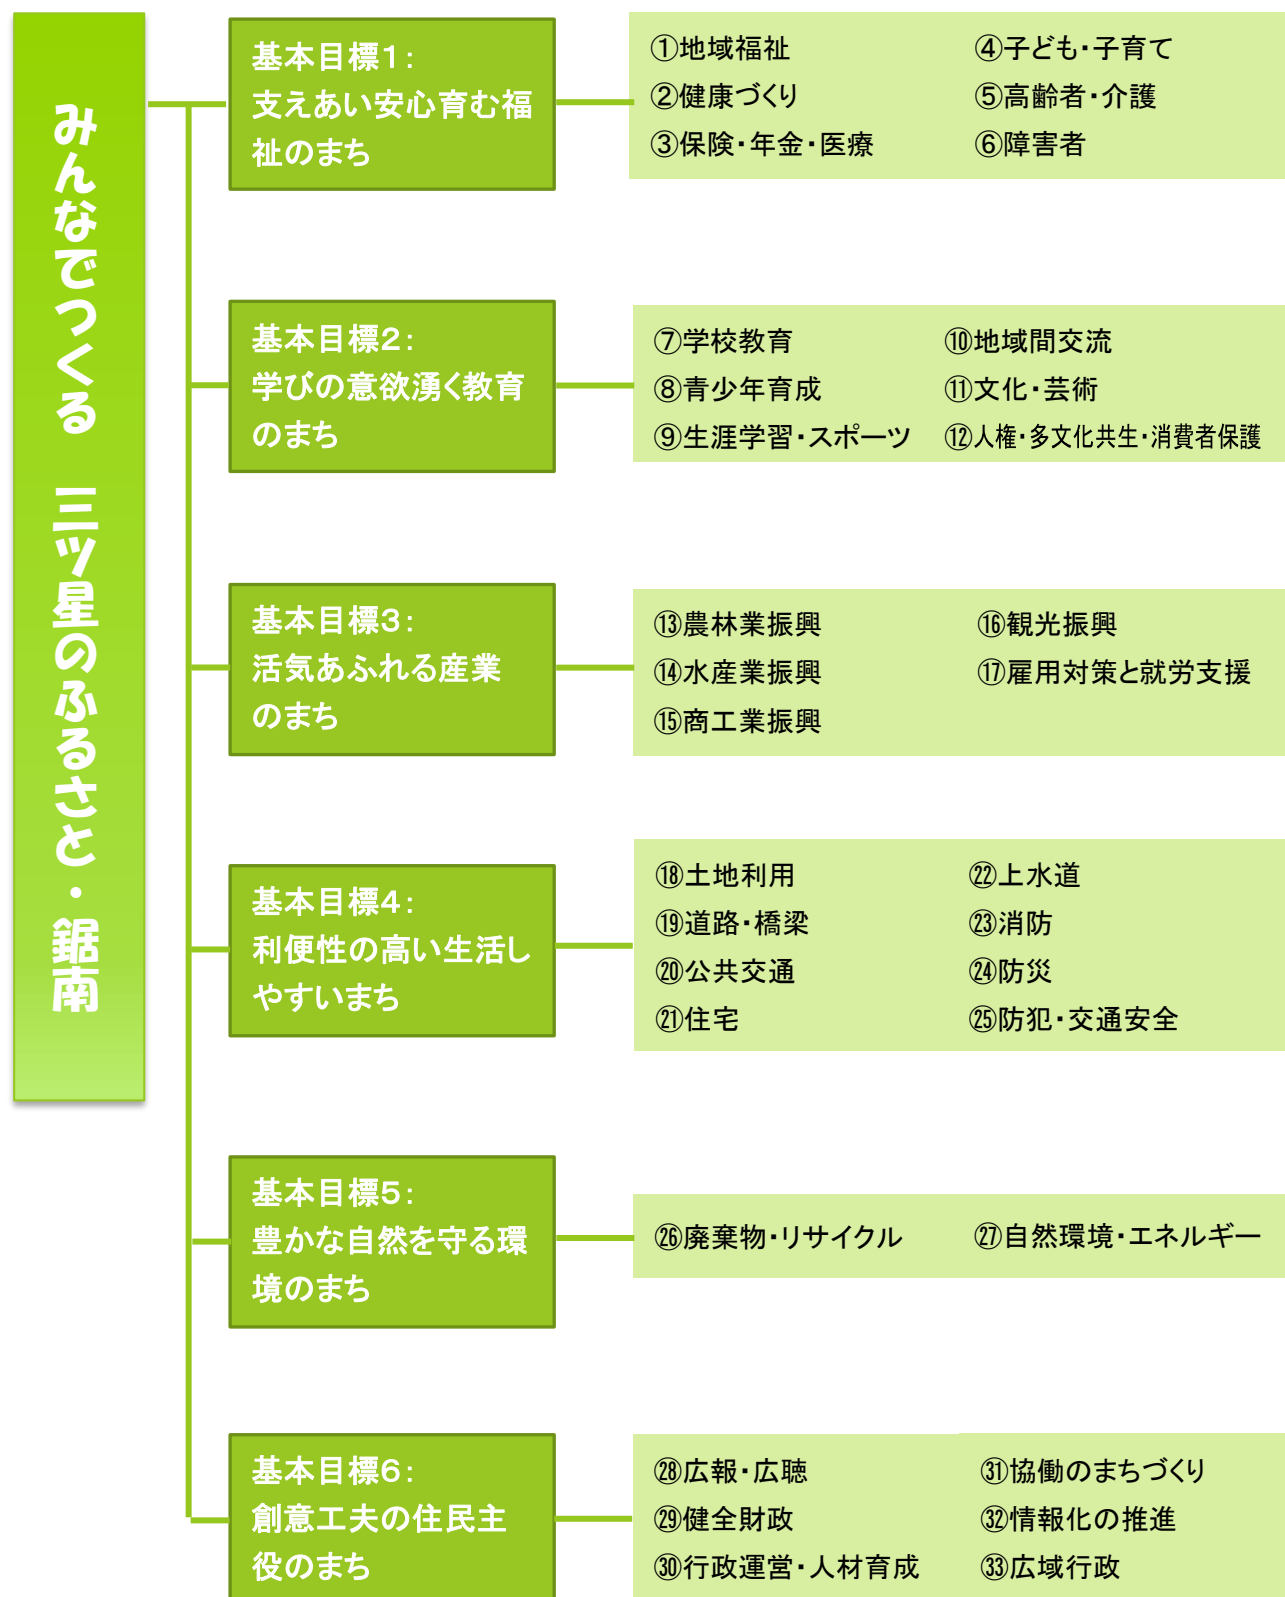 みんなでつくる　三ツ星のふるさと・鋸南
基本目標1：
支えあい安心育む福
祉のまち
①地域福祉
②健康づくり
③保険・年金・医療
④子ども・子育て
⑤高齢者・介護
⑥障害者
基本目標2：
学びの意欲湧く教育
のまち
⑦学校教育
⑧青少年育成
⑨生涯学習・スポーツ
⑩地域間交流
⑪文化・芸術
⑫人権・多文化共生・消費者保護
基本目標3：
活気あふれる産業
のまち
⑬農林業振興
⑭水産業振興
⑮商工業振興
⑯観光振興
⑰雇用対策と就労支援
基本目標4：
利便性の高い生活し
やすいまち
⑱土地利用
⑲道路・橋梁
⑳公共交通
㉑住宅
㉒上水道
㉓消防
㉔防災
㉕防犯・交通安全
基本目標5：
豊かな自然を守る環
境のまち
㉖廃棄物・リサイクル
㉗自然環境・エネルギー
基本目標6：
創意工夫の住民主
役のまち
㉘広報・広聴
㉙健全財政
㉚行政運営・人材育成
㉛協働のまちづくり
㉜情報化の推進
㉝広域行政